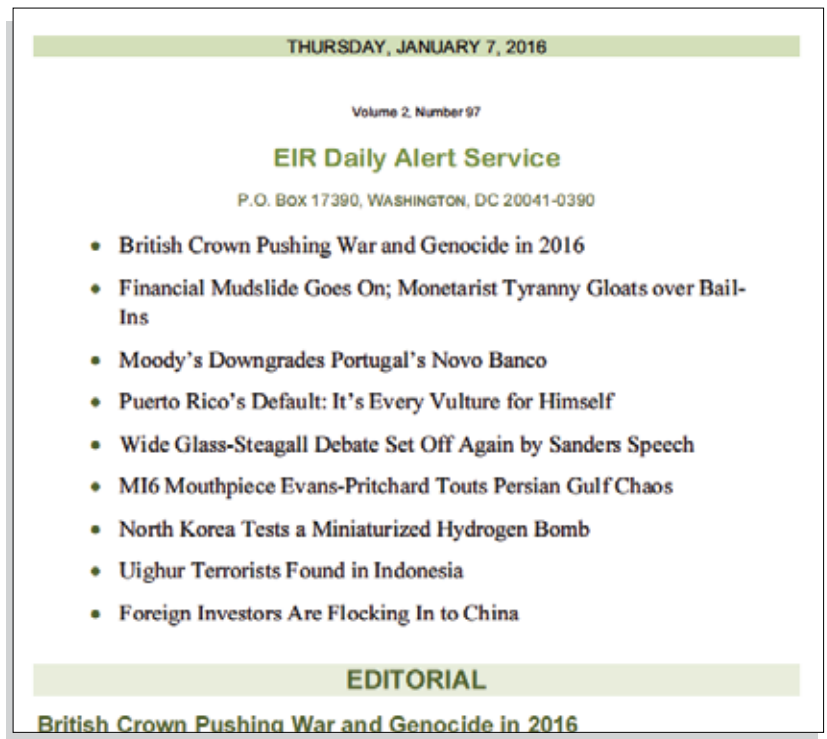 THURSDAY, JANUARY 7, 2016
Volume 2, Number 97
EIR Daily Alert Service
P.O. BOX 17390, WASHINGTON, DC 20041-0390
• British Crown Pushing War and Genocide in 2016
• Financial Mudslide Goes On; Monetarist Tyranny Gloats over Bail-
Ins
• Moody's Downgrades Portugal's Novo Banco
• Puerto Rico's Default: It's Every Vulture for Himself
• Wide Glass-Steagall Debate Set Off Again by Sanders Speech
• MI6 Mouthpiece Evans-Pritchard Touts Persian Gulf Chaos
• North Korea Tests a Miniaturized Hydrogen Bomb
• Uighur Terrorists Found in Indonesia
• Foreign Investors Are Flocking In to China
EDITORIAL
British Crown Pushing War and Genocide in 2016